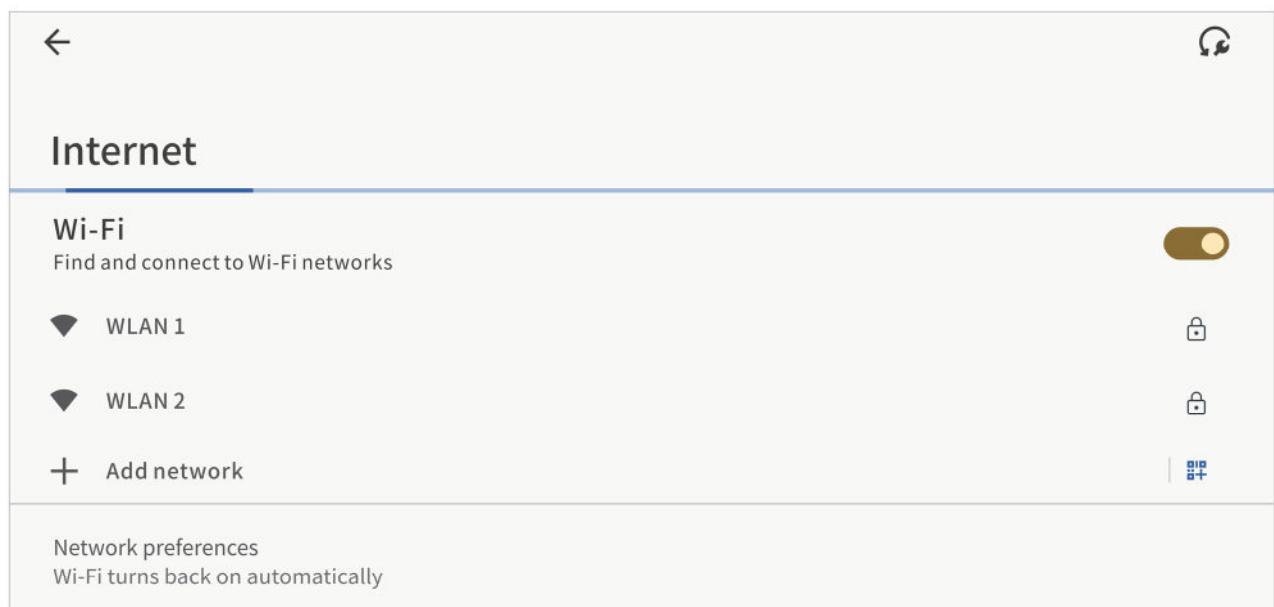 Internet
Wi-Fi
Find and connect to Wi-Fi networks
WLAN 1
WLAN 2
Add network
Network preferences
Wi-Fi turns back on automatically